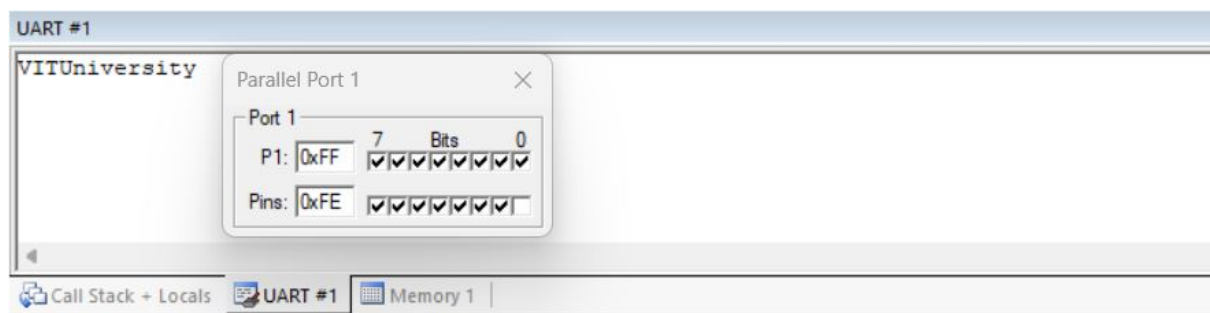 UART #1
VITUniversity
Parallel Port 1
Port 1
7 Bits 0
P1: 0xFF
Pins: 0xFE
Call Stack + Locals UART #1 Memory 1